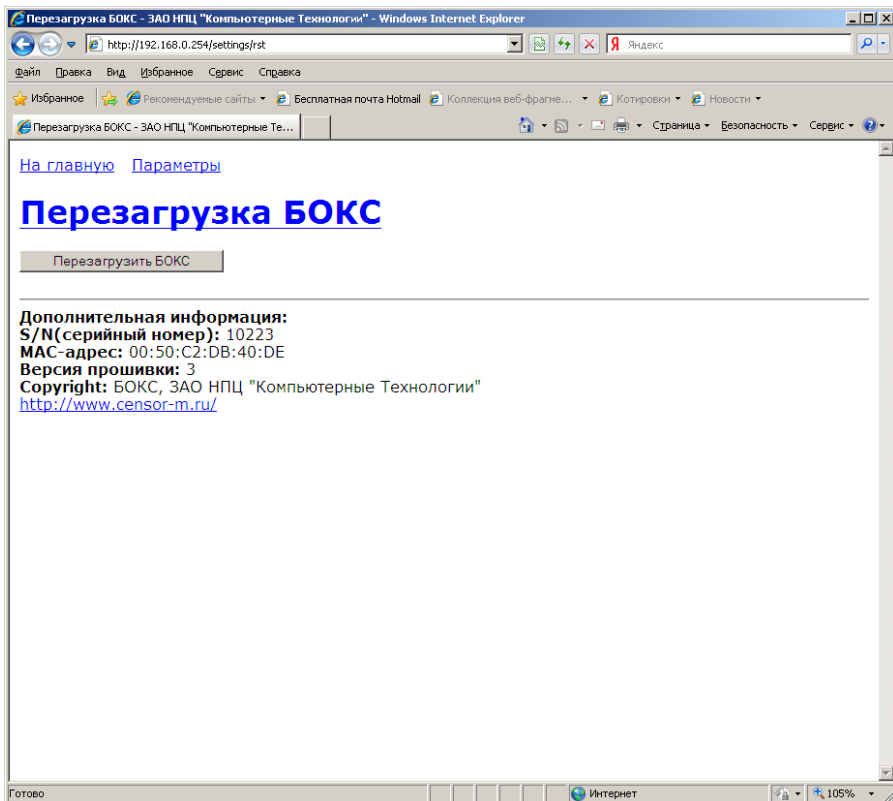 Перезагрузка БОКС - ЗАО НПЦ "Компьютерные Технологии" - Windows Internet Explorer
http://192.168.0.254/settings/rst
Яндекс
Файл Правка Вид Избранное Сервис Справка
Избранное Рекомендуемые сайты Бесплатная почта Hotmail Коллекция веб-фрагме... Котировки Новости
Перезагрузка БОКС - ЗАО НПЦ "Компьютерные Те... Страница Безопасность Сервис
На главную Параметры
Перезагрузка БОКС
Перезагрузить БОКС
Дополнительная информация:
S/N(серийный номер): 10223
MAC-адрес: 00:50:C2:DB:40:DE
Версия прошивки: 3
Copyright: БОКС, ЗАО НПЦ "Компьютерные Технологии"
http://www.censor-m.ru/
Готово Интернет 105%